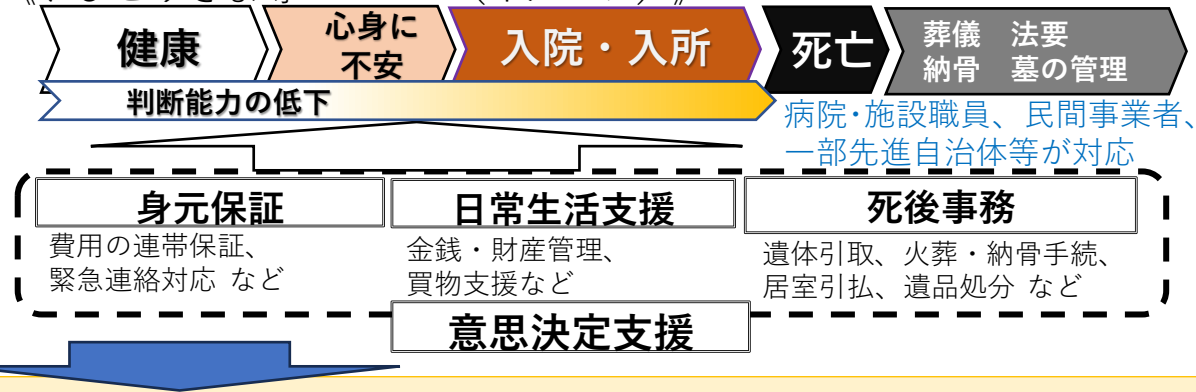 健康
心身に
不安
入院・入所
死亡
葬儀 法要
納骨 墓の管理
判断能力の低下
病院･施設職員、民間事業者、
一部先進自治体等が対応
身元保証
費用の連帯保証、
緊急連絡対応 など
日常生活支援
金銭・財産管理、
買物支援など
死後事務
遺体引取、火葬・納骨手続、
居室引払、遺品処分 など
意思決定支援